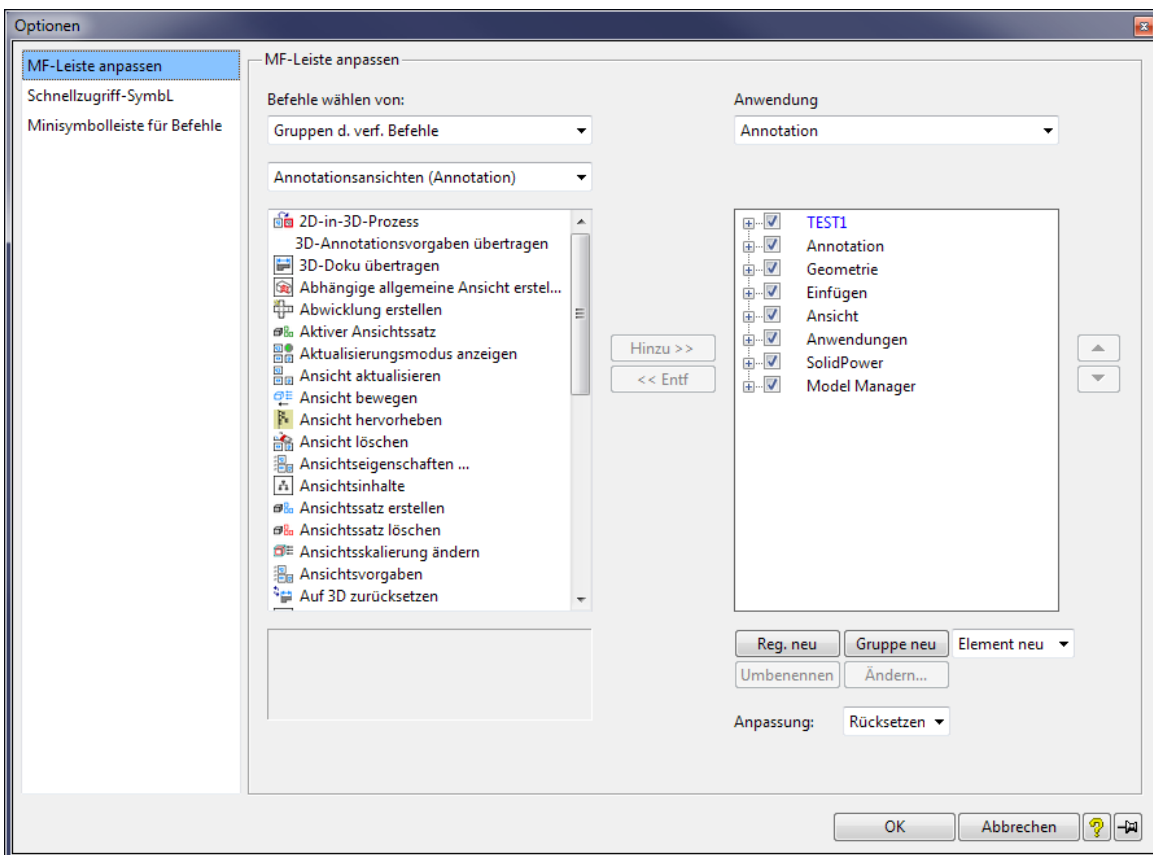 Optionen
MF-Leiste anpassen
Schnellzugriff-SymbL
Minisymbolleiste für Befehle
MF-Leiste anpassen
Befehle wählen von:
Gruppen d. verf. Befehle
Annotationsansichten (Annotation)
2D-in-3D-Prozess
3D-Annotationsvorgaben übertragen
3D-Doku übertragen
Abhängige allgemeine Ansicht erstel...
Abwicklung erstellen
Aktiver Ansichtssatz
Aktualisierungsmodus anzeigen
Ansicht aktualisieren
Ansicht bewegen
Ansicht hervorheben
Ansicht löschen
Ansichtseigenschaften ...
Ansichtsinhalte
Ansichtssatz erstellen
Ansichtssatz löschen
Ansichtsskalierung ändern
Ansichtsvorgaben
Auf 3D zurücksetzen
Hinzu >>
<< Entf
Anwendung
Annotation
TEST1
Annotation
Geometrie
Einfügen
Ansicht
Anwendungen
SolidPower
Model Manager
Reg. neu Gruppe neu Element neu
Umbenennen Ändern...
Anpassung: Rücksetzen
OK Abbrechen